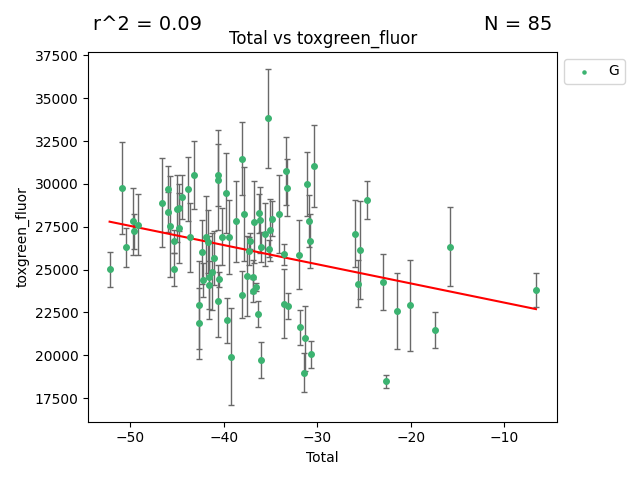 r^2 = 0.09
N = 85
Total vs toxgreen_fluor
G
toxgreen_fluor
37500
35000
32500
30000
27500
25000
22500
20000
17500
−50
−40
−30
−20
−10
Total